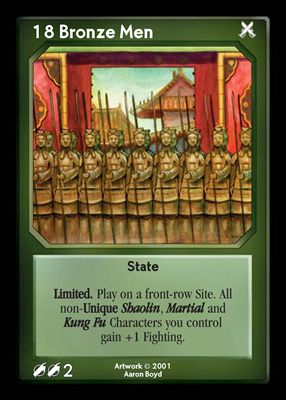 18 Bronze Men
State
Limited. Play on a front-row Site. All
non-Unique Shaolin, Martial and
Kung Fu Characters you control
gain +1 Fighting.
2
Artwork © 2001
Aaron Boyd